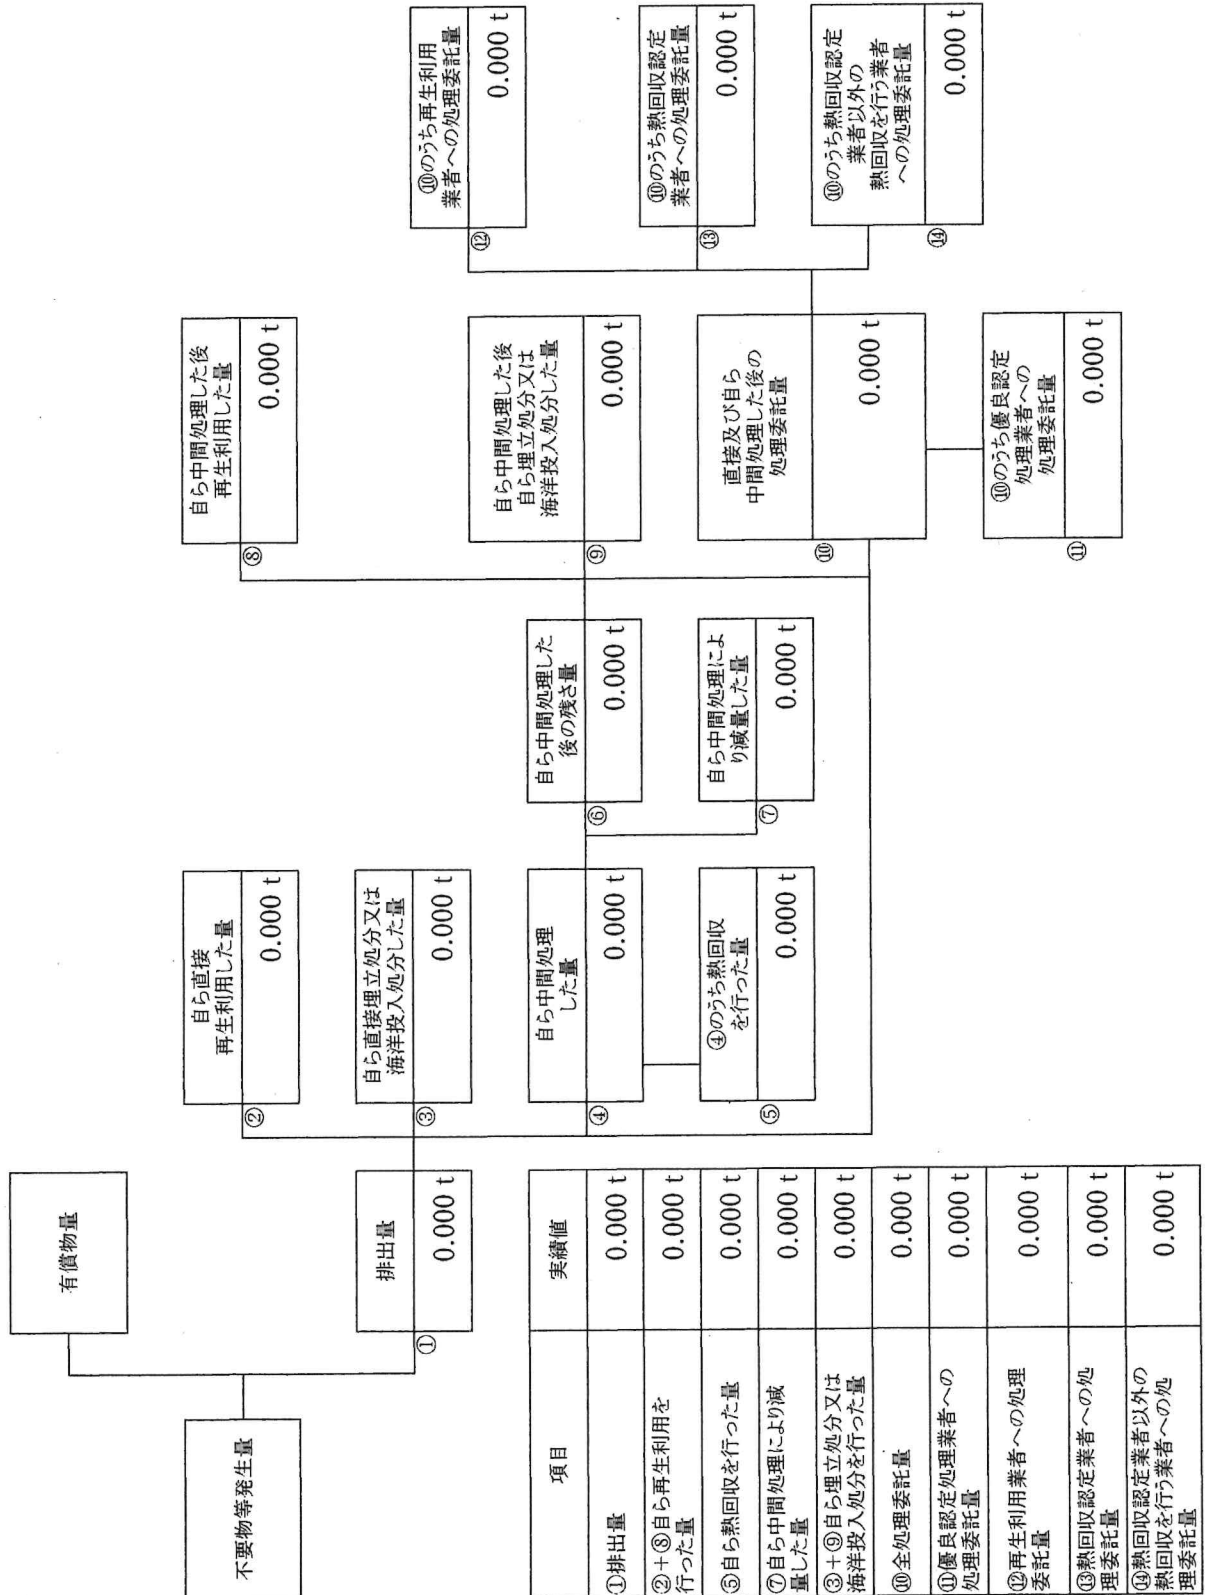 不要物等発生量
有償物量
排出量
①
0.000 t
自ら直接
再生利用した量
②
0.000 t
自ら直接埋立処分又は
海洋投入処分した量
③
0.000 t
自ら中間処理
した量
④
0.000 t
④のうち熱回収
を行った量
⑤
0.000 t
自ら中間処理した
後の残さ量
⑥
0.000 t
自ら中間処理によ
り減量した量
⑦
0.000 t
自ら中間処理した後
再生利用した量
⑧
0.000 t
自ら中間処理した後
自ら埋立処分又は
海洋投入処分した量
⑨
0.000 t
直接及び自ら
中間処理した後の
処理委託量
⑩
0.000 t
⑩のうち優良認定
処理業者への
処理委託量
⑪
0.000 t
⑩のうち再生利用
業者への処理委託量
⑫
0.000 t
⑩のうち熱回収認定
業者への処理委託量
⑬
0.000 t
⑩のうち熱回収認定
業者以外の
熱回収を行う業者
への処理委託量
⑭
0.000 t
項目 実績値
①排出量 0.000 t
②+⑧自ら再生利用を
行った量 0.000 t
⑤自ら熱回収を行った量 0.000 t
⑦自ら中間処理により減
量した量 0.000 t
③+⑨自ら埋立処分又は
海洋投入処分を行った量 0.000 t
⑩全処理委託量 0.000 t
⑪優良認定処理業者への
処理委託量 0.000 t
⑫再生利用業者への処理
委託量 0.000 t
⑬熱回収認定業者への処
理委託量 0.000 t
⑭熱回収認定業者以外の
熱回収を行う業者への処
理委託量 0.000 t